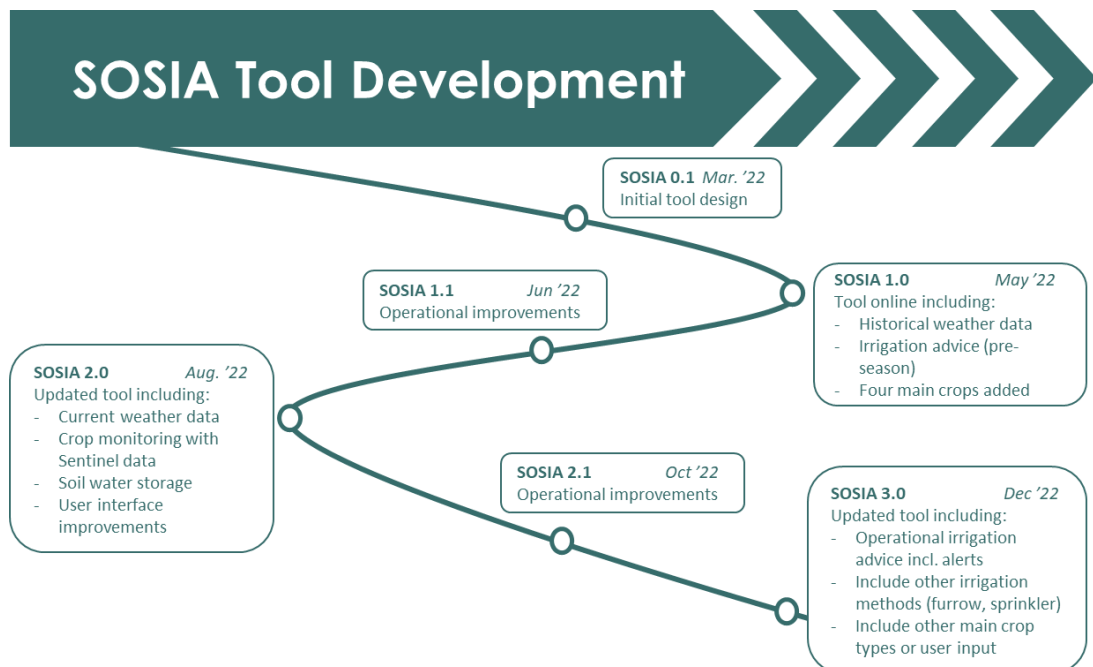 SOSIA Tool Development
SOSIA 0.1 Mar. ’22
Initial tool design
SOSIA 1.0 May ’22
Tool online including:
- Historical weather data
- Irrigation advice (pre-
season)
- Four main crops added
SOSIA 1.1 Jun ’22
Operational improvements
SOSIA 2.0 Aug. ’22
Updated tool including:
- Current weather data
- Crop monitoring with
Sentinel data
- Soil water storage
- User interface
improvements
SOSIA 2.1 Oct ’22
Operational improvements
SOSIA 3.0 Dec ’22
Updated tool including:
- Operational irrigation
advice incl. alerts
- Include other irrigation
methods (furrow, sprinkler)
- Include other main crop
types or user input